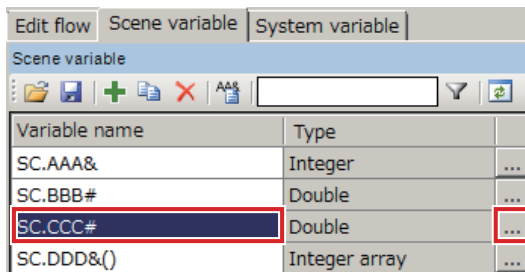 Edit flow Scene variable System variable
Scene variable
AA&
Variable name Type
SC.AAA& Integer ...
SC.BBB# Double ...
SC.CCC# Double ...
SC.DDD&() Integer array ...